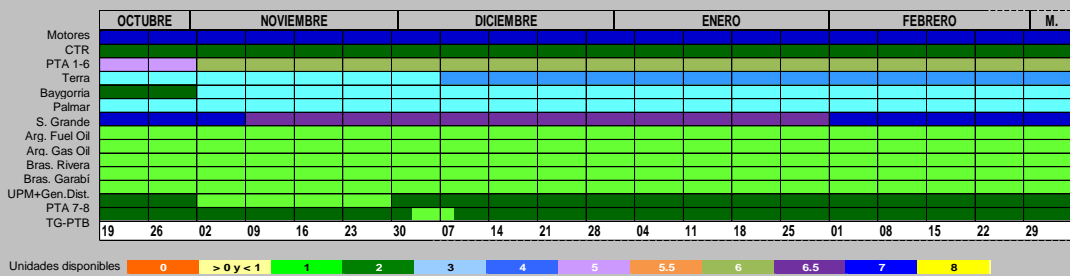 OCTUBRE NOVIEMBRE DICIEMBRE ENERO FEBRERO M.
Motores
CTR
PTA 1-6
Terra
Baygorria
Palmar
S. Grande
Arg. Fuel Oil
Arg. Gas Oil
Bras. Rivera
Bras. Garabí
UPM+Gen.Dist.
PTA 7-8
TG-PTB
19 26 02 09 16 23 30 07 14 21 28 04 11 18 25 01 08 15 22 29
Unidades disponibles 0 > 0 y < 1 1 2 3 4 5 5.5 6 6.5 7 8